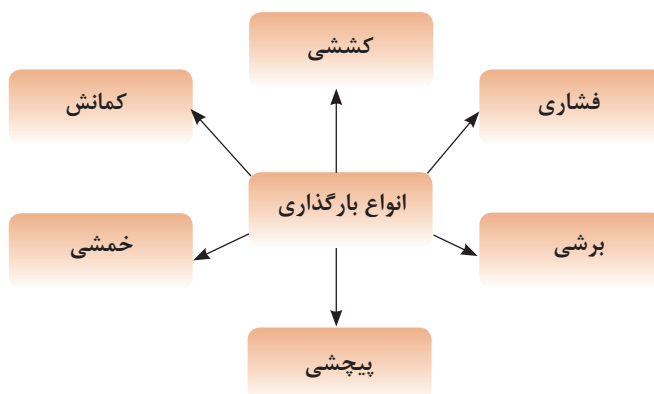 کششی
فشاری
کمانش
انواع بارگذاری
برشی
خمشی
پیچشی